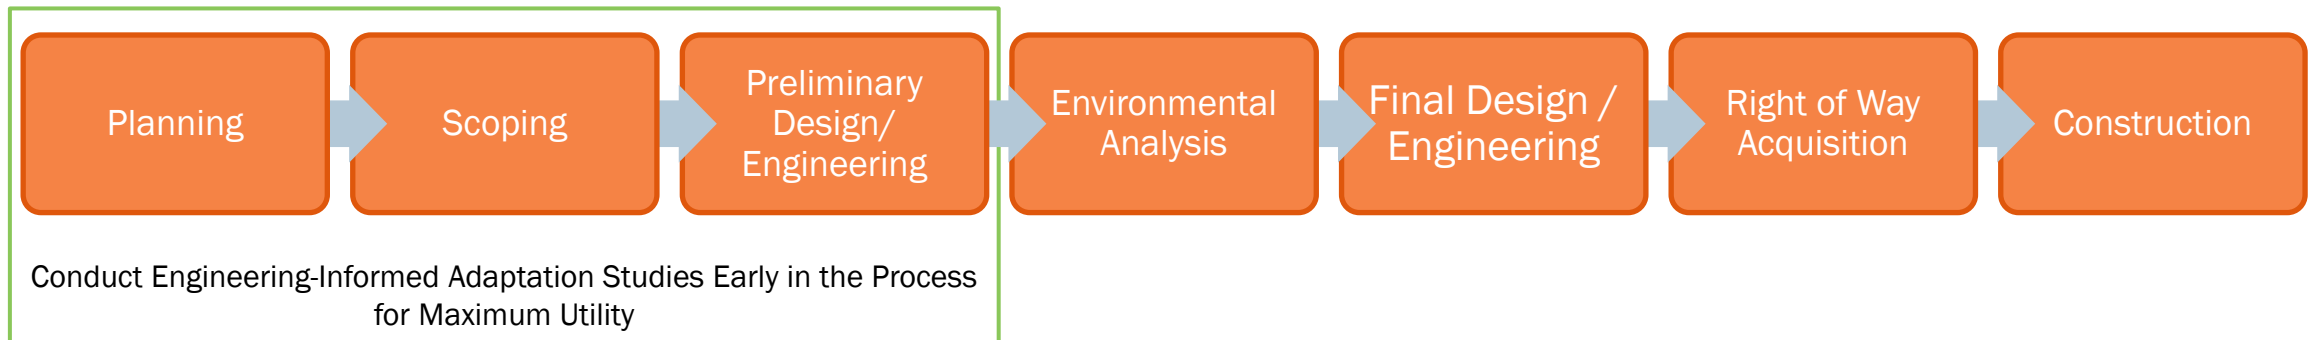 Planning
Scoping
Preliminary
Design/
Engineering
Environmental
Analysis
Final Design /
Engineering
Right of Way
Acquisition
Construction
Conduct Engineering-Informed Adaptation Studies Early in the Process
for Maximum Utility